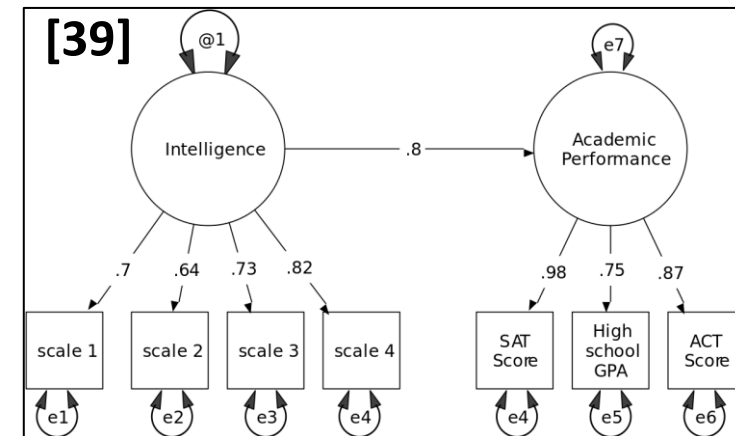 [39]
@1
e7
Intelligence
.8
Academic
Performance
.7
.64
.73
.82
.98
.75
.87
scale 1
scale 2
scale 3
scale 4
SAT
Score
High
school
GPA
ACT
Score
e1
e2
e3
e4
e4
e5
e6